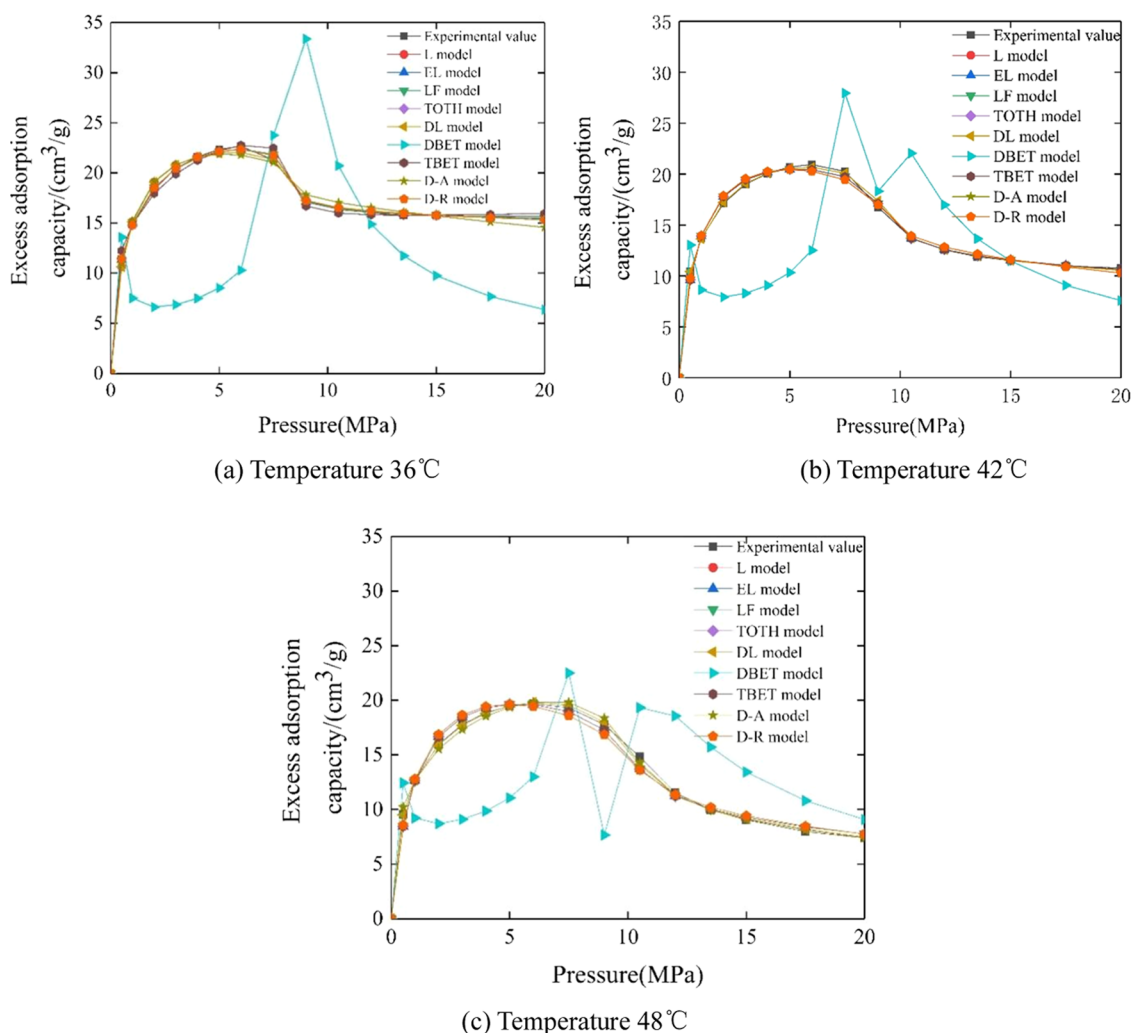 35
30
25
20
15
10
5
0
Excess adsorption
capacity/(cm³/g)
Experimental value
L model
EL model
LF model
TOTH model
DL model
DBET model
TBET model
D-A model
D-R model
0 5 10 15 20
Pressure(MPa)
(a) Temperature 36℃
35
30
25
20
15
10
5
0
Excess adsorption
capacity/(cm³/g)
Experimental value
L model
EL model
LF model
TOTH model
DL model
DBET model
TBET model
D-A model
D-R model
0 5 10 15 20
Pressure(MPa)
(b) Temperature 42℃
35
30
25
20
15
10
5
0
Excess adsorption
capacity/(cm³/g)
Experimental value
L model
EL model
LF model
TOTH model
DL model
DBET model
TBET model
D-A model
D-R model
0 5 10 15 20
Pressure(MPa)
(c) Temperature 48℃